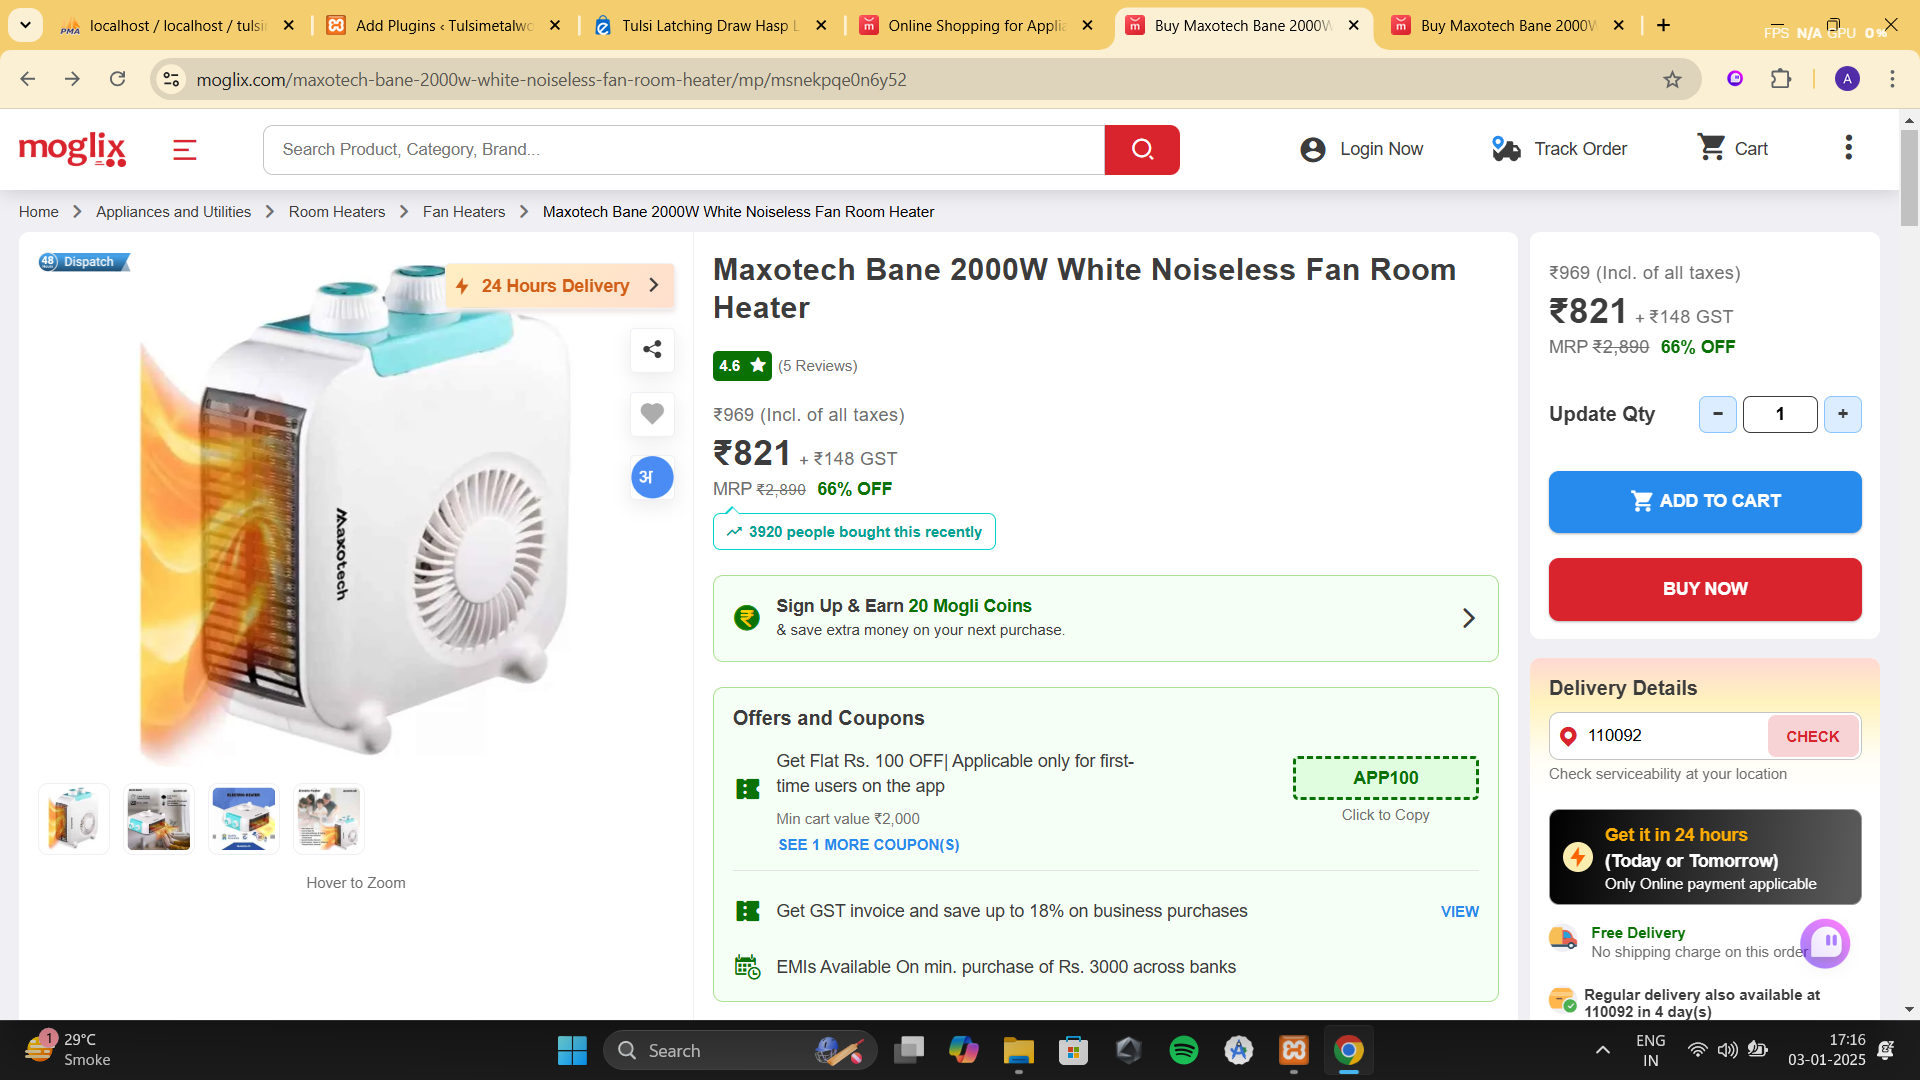 localhost / localhost / tulsi
Add Plugins ‹ Tulsimetalwo
Tulsi Latching Draw Hasp L
Online Shopping for Applia
Buy Maxotech Bane 2000W
Buy Maxotech Bane 2000W
FPS N/A GPU 0%
moglix.com/maxotech-bane-2000w-white-noiseless-fan-room-heater/mp/msnekpqe0n6y52
A
moglix
Search Product, Category, Brand...
Login Now
Track Order
Cart
Home > Appliances and Utilities > Room Heaters > Fan Heaters > Maxotech Bane 2000W White Noiseless Fan Room Heater
48 Hours Dispatch
24 Hours Delivery
अ
Maxotech
Hover to Zoom
Maxotech Bane 2000W White Noiseless Fan Room
Heater
4.6 ★ (5 Reviews)
₹969 (Incl. of all taxes)
₹821 + ₹148 GST
MRP ₹2,890 66% OFF
3920 people bought this recently
Sign Up & Earn 20 Mogli Coins
& save extra money on your next purchase.
Offers and Coupons
Get Flat Rs. 100 OFF| Applicable only for first-
time users on the app
Min cart value ₹2,000
SEE 1 MORE COUPON(S)
APP100
Click to Copy
Get GST invoice and save up to 18% on business purchases
VIEW
EMIs Available On min. purchase of Rs. 3000 across banks
₹969 (Incl. of all taxes)
₹821 + ₹148 GST
MRP ₹2,890 66% OFF
Update Qty - 1 +
ADD TO CART
BUY NOW
Delivery Details
110092 CHECK
Check serviceability at your location
Get it in 24 hours
(Today or Tomorrow)
Only Online payment applicable
Free Delivery
No shipping charge on this order
Regular delivery also available at
110092 in 4 day(s)
1
29°C
Smoke
Search
ENG
IN
17:16
03-01-2025